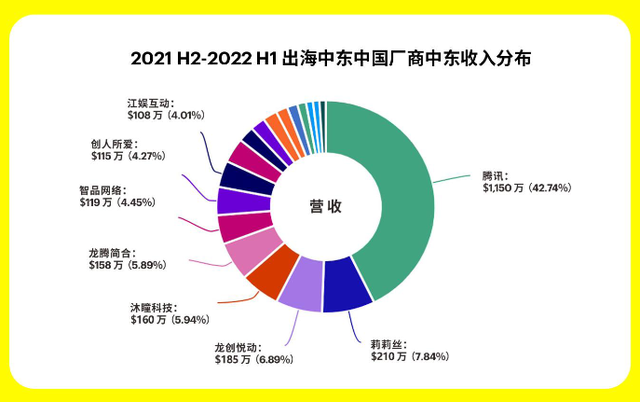 2021 H2-2022 H1 出海中东中国厂商中东收入分布
江娱互动：
$108 万 (4.01%)
创人所爱：
$115 万 (4.27%)
智品网络：
$119 万 (4.45%)
龙腾简合：
$158 万 (5.89%)
沐瞳科技：
$160 万 (5.94%)
龙创悦动：
$185 万 (6.89%)
莉莉丝：
$210 万 (7.84%)
腾讯：
$1,150 万 (42.74%)
营收